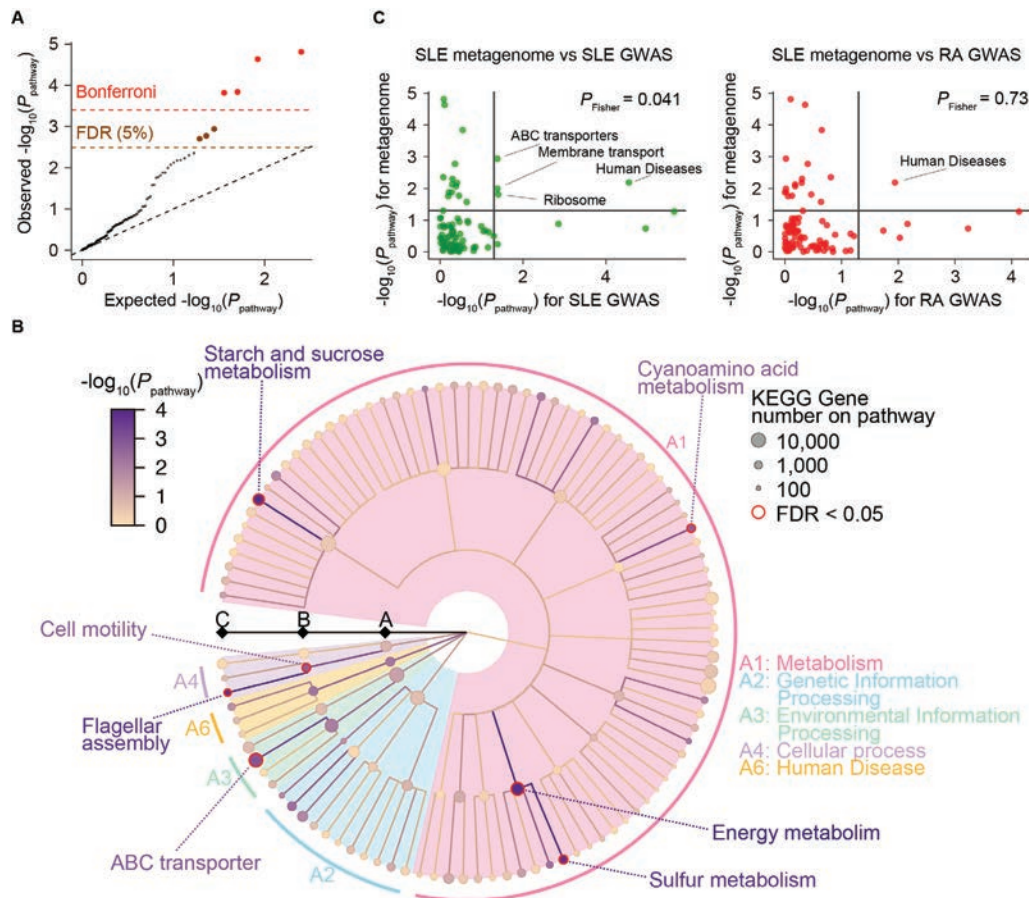 A
5
4
3
2
1
0
Observed -log10(Ppathway)
Bonferroni
FDR (5%)
0
1
2
Expected -log10(Ppathway)
C
SLE metagenome vs SLE GWAS
-log10(Ppathway) for metagenome
5
4
3
2
1
0
PFisher = 0.041
ABC transporters
Membrane transport
Human Diseases
Ribosome
0
2
4
-log10(Ppathway) for SLE GWAS
SLE metagenome vs RA GWAS
-log10(Ppathway) for metagenome
5
4
3
2
1
0
PFisher = 0.73
Human Diseases
0
1
2
3
4
-log10(Ppathway) for RA GWAS
B
-log10(Ppathway)
4
3
2
1
0
Starch and sucrose
metabolism
Cyanoamino acid
metabolism
KEGG Gene
number on pathway
10,000
1,000
100
FDR < 0.05
A1
C
B
A
Cell motility
A4
Flagellar
assembly
A6
A3
ABC transporter
A2
A1: Metabolism
A2: Genetic Information
Processing
A3: Environmental Information
Processing
A4: Cellular process
A6: Human Disease
Energy metabolim
Sulfur metabolism